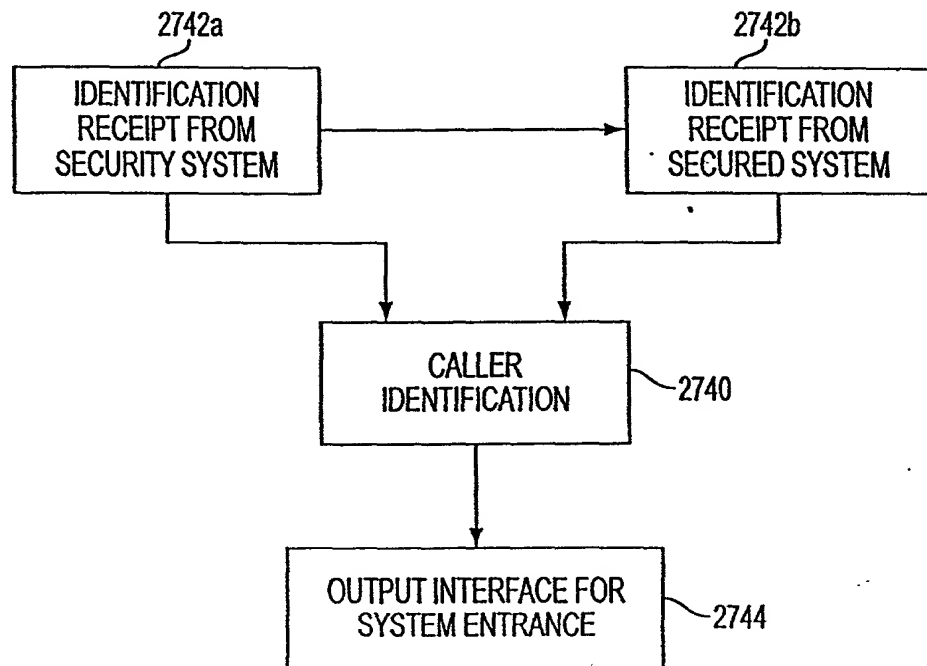 2742a
2742b
IDENTIFICATION
RECEIPT FROM
SECURITY SYSTEM
IDENTIFICATION
RECEIPT FROM
SECURED SYSTEM
CALLER
IDENTIFICATION
2740
OUTPUT INTERFACE FOR
SYSTEM ENTRANCE
2744